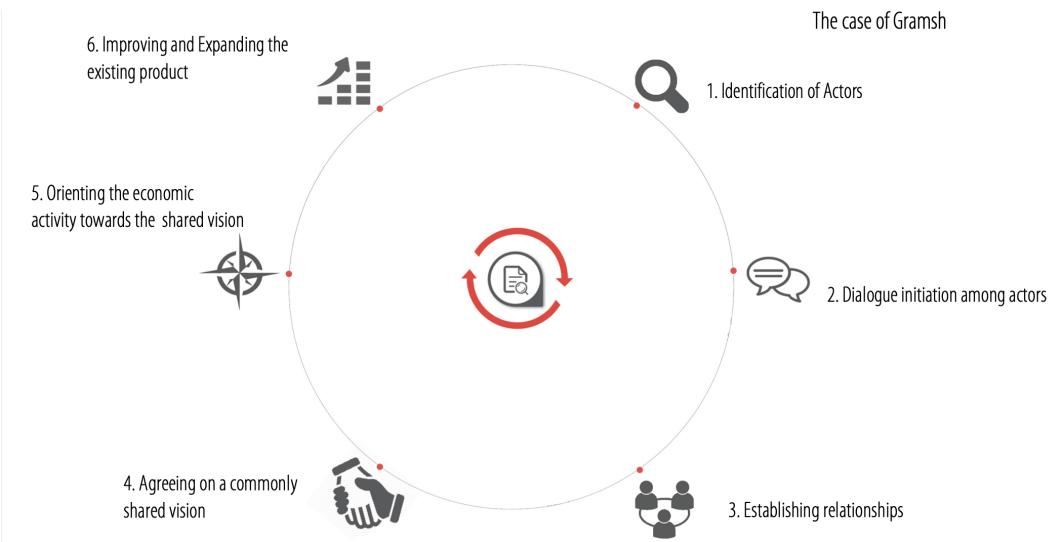 The case of Gramsh
1. Identification of Actors
2. Dialogue initiation among actors
3. Establishing relationships
4. Agreeing on a commonly
shared vision
5. Orienting the economic
activity towards the shared vision
6. Improving and Expanding the
existing product